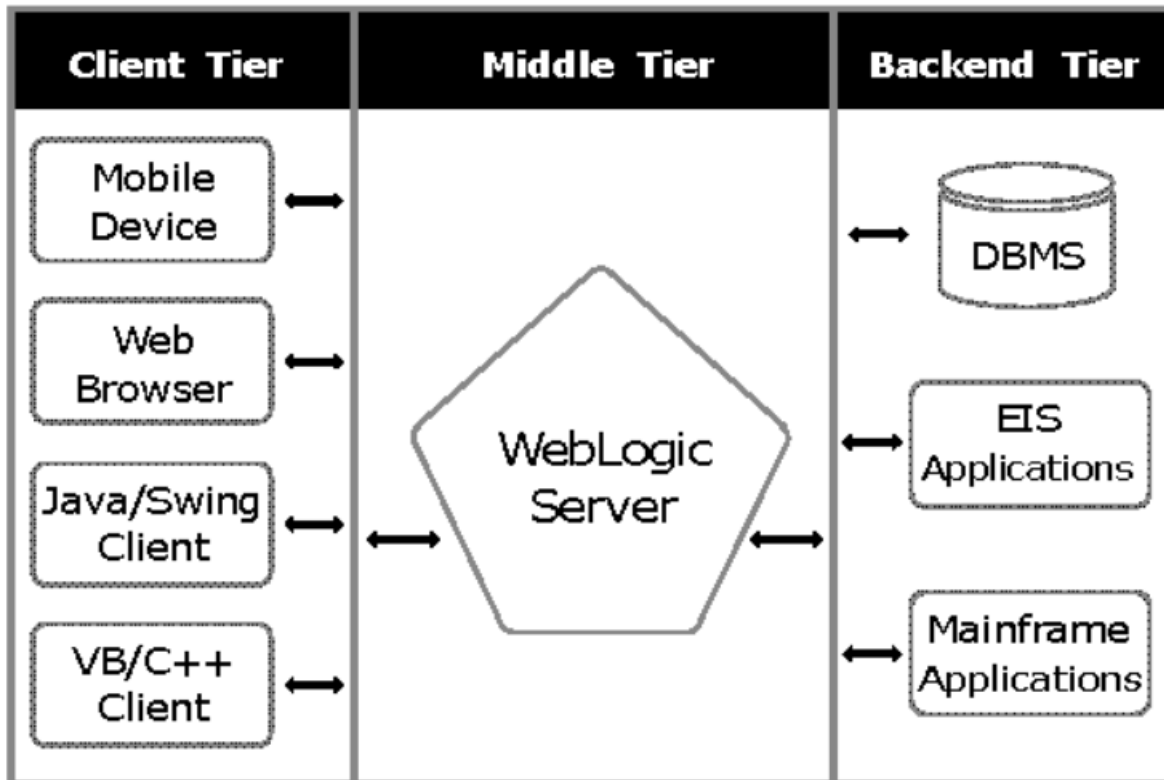 Client Tier
Middle Tier
Backend Tier
Mobile
Device
Web
Browser
Java/Swing
Client
VB/C++
Client
WebLogic
Server
DBMS
EIS
Applications
Mainframe
Applications